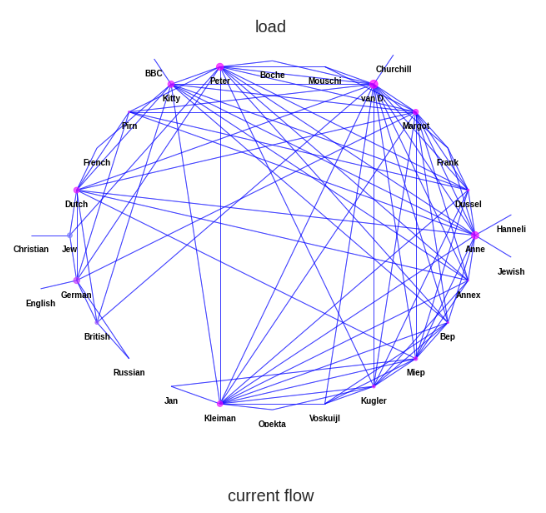 load
Churchill
BBC
Boche
Peter
Mouschi
Kitty
van D
Pim
Margot
French
Frank
Dutch
Dussel
Hanneli
Christian
Jew
Anne
Jewish
German
Annex
English
British
Bep
Russian
Miep
Jan
Kugler
Kleiman
Voskuijl
Opekta
current flow